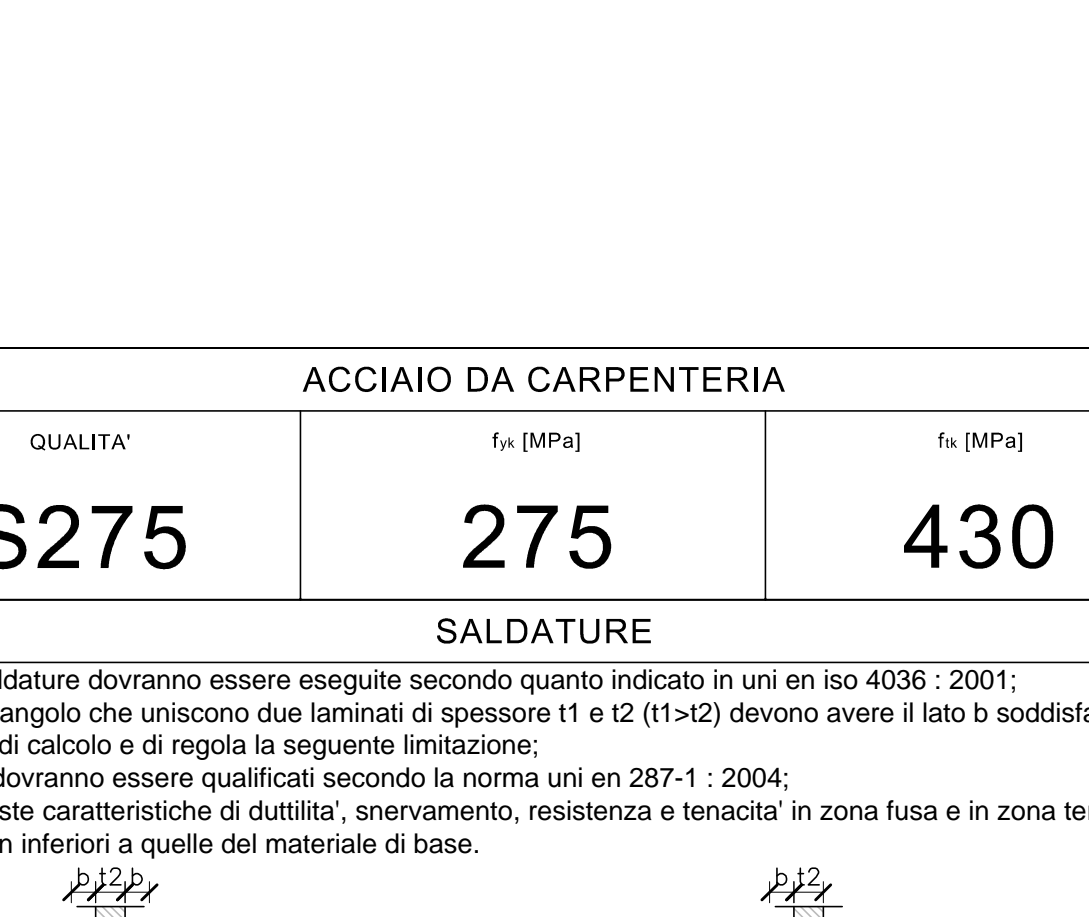 ACCIAIO DA CARPENTERIA
QUALITA' fyk [MPa] ftk [MPa]
S275 275 430
SALDATURE
dature dovranno essere eseguite secondo quanto indicato in uni en iso 4036 : 2001;
angolo che uniscono due laminati di spessore t1 e t2 (t1>t2) devono avere il lato b soddisfa
di calcolo e di regola la seguente limitazione;
dovranno essere qualificati secondo la norma uni en 287-1 : 2004;
ste caratteristiche di duttilita', snervamento, resistenza e tenacita' in zona fusa e in zona te
n inferiori a quelle del materiale di base.
b t2 b b t2